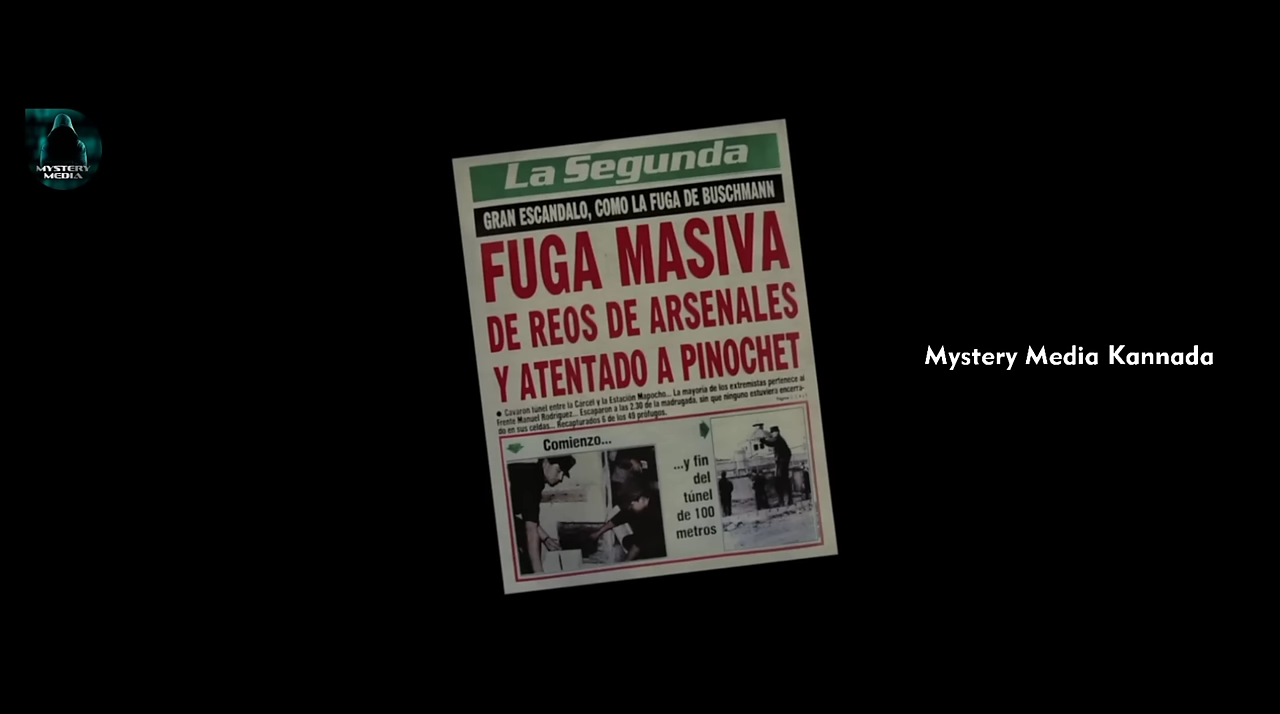 MYSTERY
MEDIA
La Segunda
GRAN ESCANDALO, COMO LA FUGA DE BUSCHMANN
FUGA MASIVA
DE REOS DE ARSENALES
Y ATENTADO A PINOCHET
● Cavaron túnel entre la Cárcel y la Estación Mapocho... La mayoría de los extremistas pertenece al
Frente Manuel Rodríguez... Escaparon a las 2.30 de la madrugada, sin que ninguno estuviera encerra-
do en sus celdas... Recapturados 6 de los 49 prófugos.
Comienzo...
...y fin
del
túnel
de 100
metros
Mystery Media Kannada